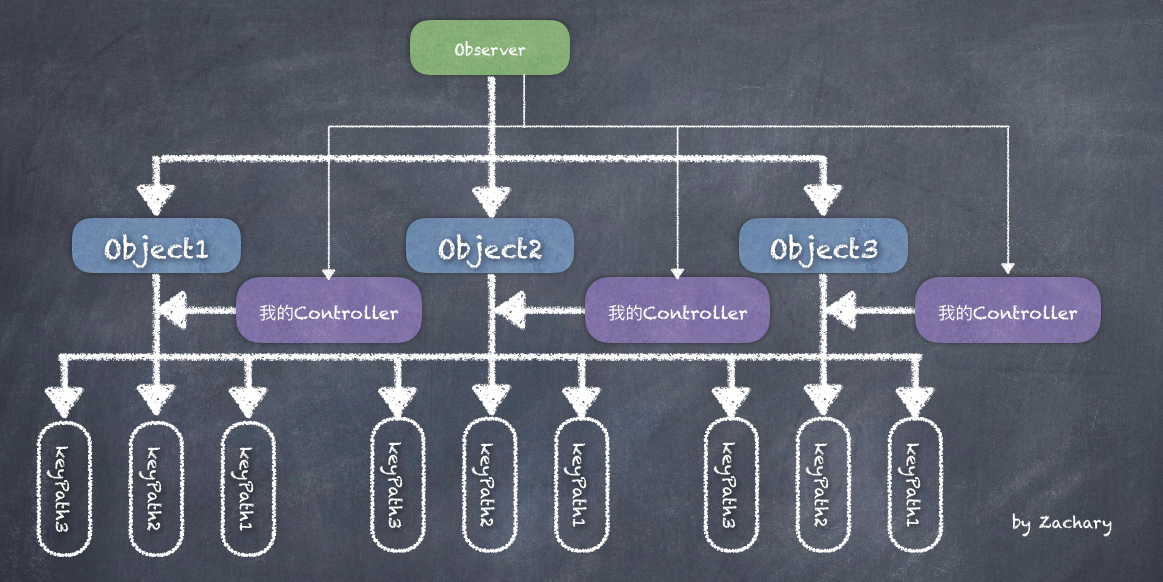 Observer
Object1
Object2
Object3
我的Controller
我的Controller
我的Controller
keyPath3
keyPath2
keyPath1
keyPath3
keyPath2
keyPath1
keyPath3
keyPath2
keyPath1
by Zachary